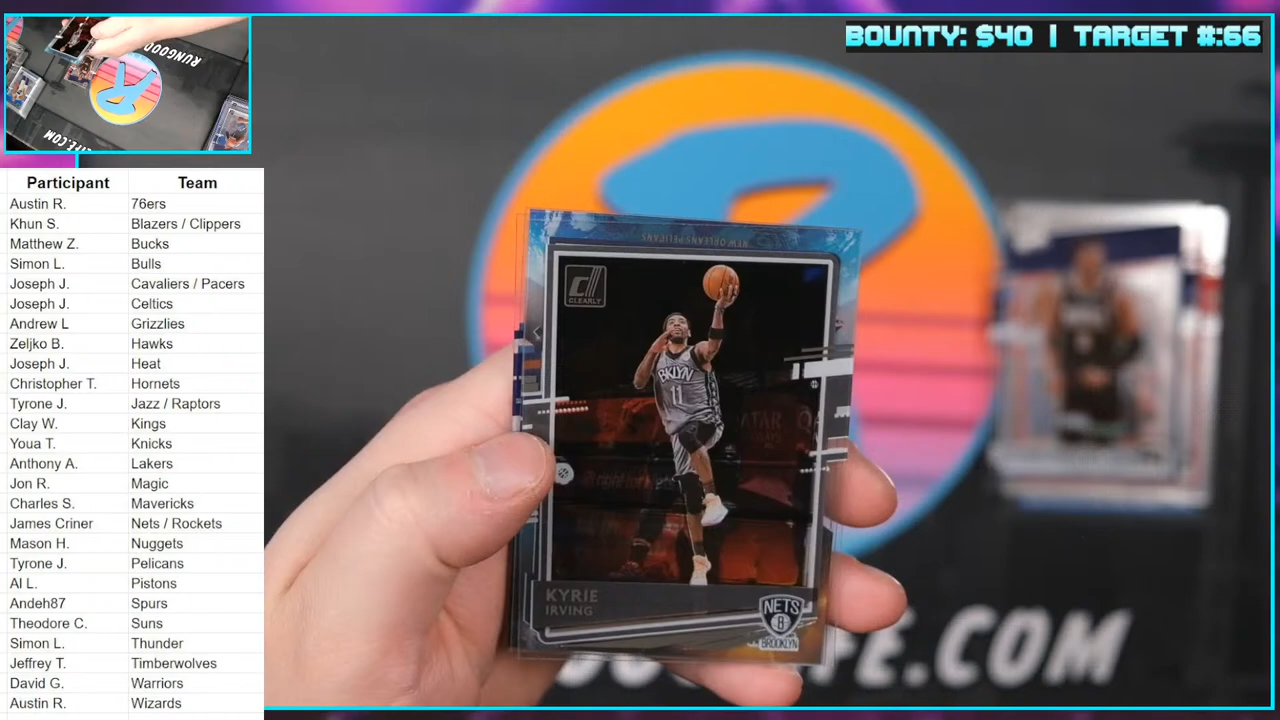 BOUNTY: $40 | TARGET #:66
RUNGOOD
LIFE.COM
Participant Team
Austin R. 76ers
Khun S. Blazers / Clippers
Matthew Z. Bucks
Simon L. Bulls
Joseph J. Cavaliers / Pacers
Joseph J. Celtics
Andrew L Grizzlies
Zeljko B. Hawks
Joseph J. Heat
Christopher T. Hornets
Tyrone J. Jazz / Raptors
Clay W. Kings
Youa T. Knicks
Anthony A. Lakers
Jon R. Magic
Charles S. Mavericks
James Criner Nets / Rockets
Mason H. Nuggets
Tyrone J. Pelicans
Al L. Pistons
Andeh87 Spurs
Theodore C. Suns
Simon L. Thunder
Jeffrey T. Timberwolves
David G. Warriors
Austin R. Wizards
NEW ORLEANS PELICANS
CLEARLY
BKLYN
11
KYRIE
IRVING
NETS
B
BROOKLYN
LIFE.COM